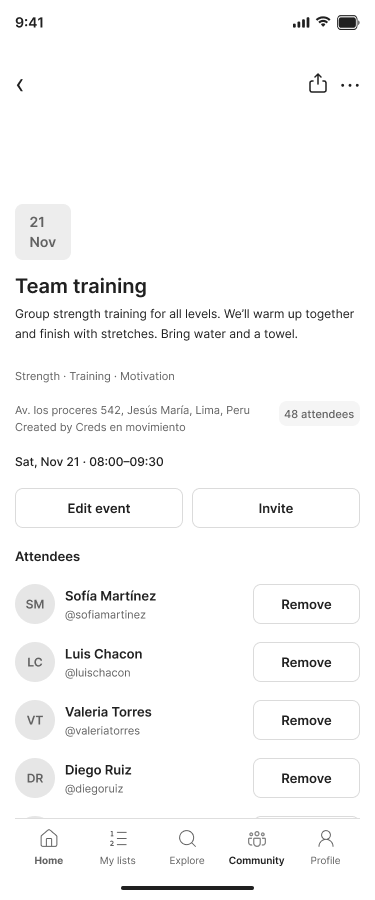 9:41
21
Nov
Team training
Group strength training for all levels. We'll warm up together
and finish with stretches. Bring water and a towel.
Strength · Training · Motivation
Av. los proceres 542, Jesús María, Lima, Peru
Created by Creds en movimiento
48 attendees
Sat, Nov 21 · 08:00–09:30
Edit event
Invite
Attendees
SM
Sofía Martínez
@sofiamartinez
Remove
LC
Luis Chacon
@luischacon
Remove
VT
Valeria Torres
@valeriatorres
Remove
DR
Diego Ruiz
@diegoruiz
Remove
1
2
Home
My lists
Explore
Community
Profile